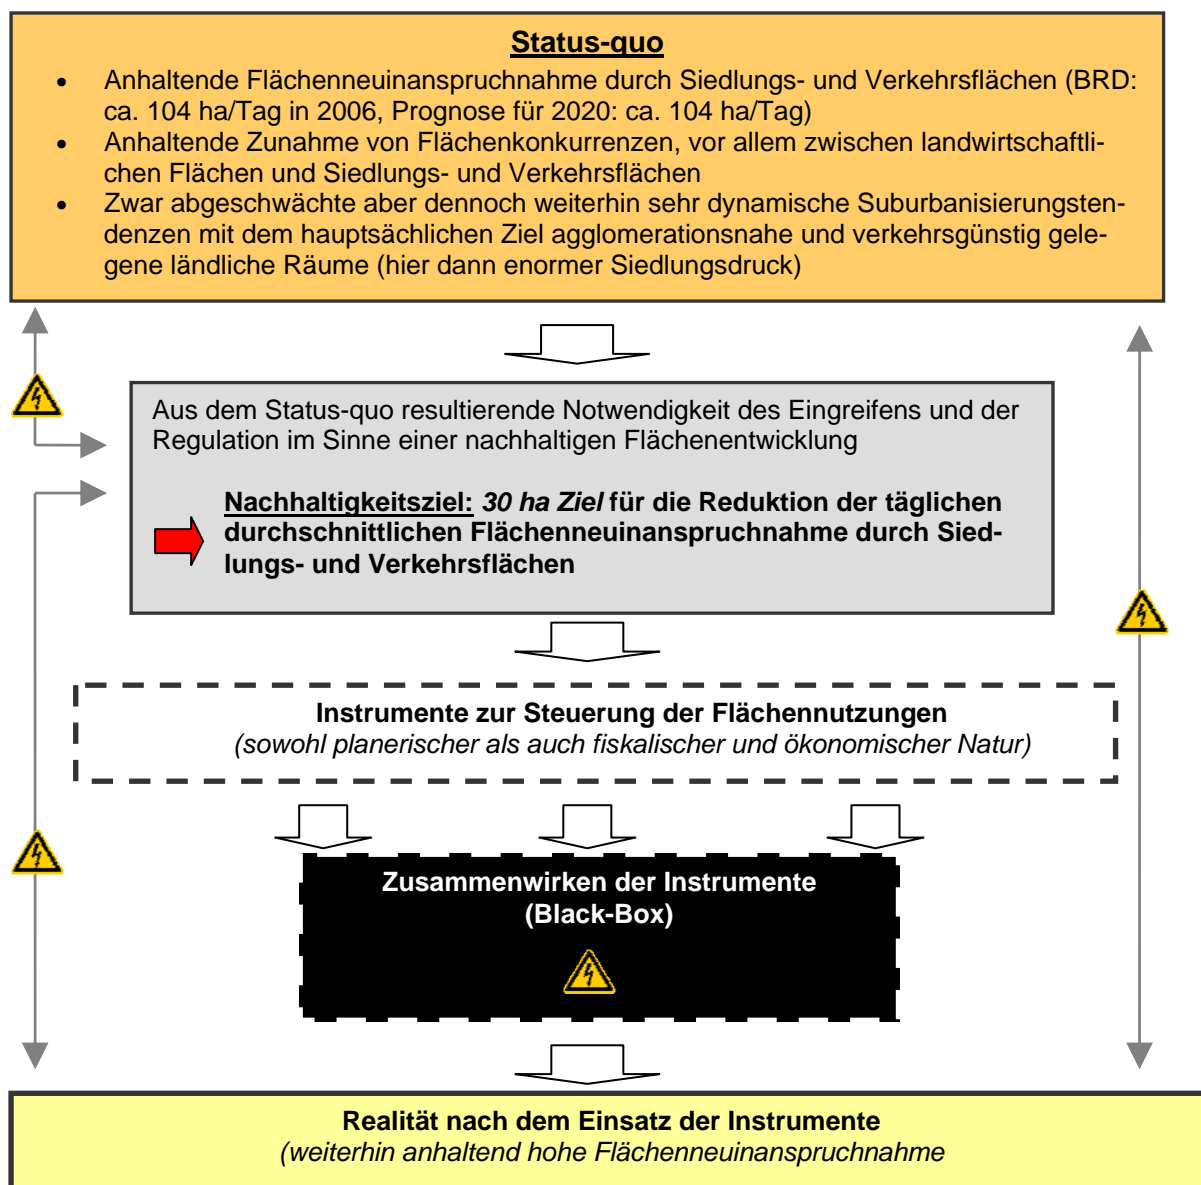 Status-quo
• Anhaltende Flächenneuinanspruchnahme durch Siedlungs- und Verkehrsflächen (BRD:
ca. 104 ha/Tag in 2006, Prognose für 2020: ca. 104 ha/Tag)
• Anhaltende Zunahme von Flächenkonkurrenzen, vor allem zwischen landwirtschaftli-
chen Flächen und Siedlungs- und Verkehrsflächen
• Zwar abgeschwächte aber dennoch weiterhin sehr dynamische Suburbanisierungsten-
denzen mit dem hauptsächlichen Ziel agglomerationsnahe und verkehrsgünstig gele-
gene ländliche Räume (hier dann enormer Siedlungsdruck)
Aus dem Status-quo resultierende Notwendigkeit des Eingreifens und der
Regulation im Sinne einer nachhaltigen Flächenentwicklung
Nachhaltigkeitsziel: 30 ha Ziel für die Reduktion der täglichen
durchschnittlichen Flächenneuinanspruchnahme durch Sied-
lungs- und Verkehrsflächen
Instrumente zur Steuerung der Flächennutzungen
(sowohl planerischer als auch fiskalischer und ökonomischer Natur)
Zusammenwirken der Instrumente
(Black-Box)
Realität nach dem Einsatz der Instrumente
(weiterhin anhaltend hohe Flächenneuinanspruchnahme